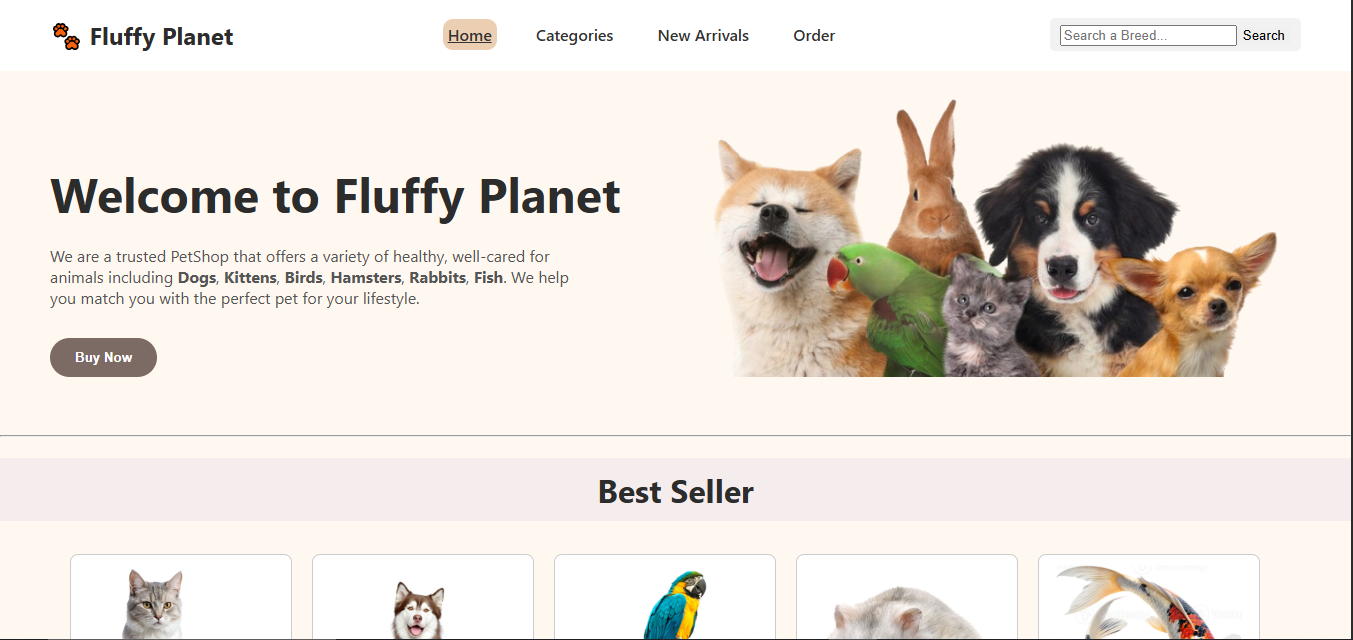 Fluffy Planet
Home
Categories
New Arrivals
Order
Search a Breed...
Search
Welcome to Fluffy Planet
We are a trusted PetShop that offers a variety of healthy, well-cared for
animals including Dogs, Kittens, Birds, Hamsters, Rabbits, Fish. We help
you match you with the perfect pet for your lifestyle.
Buy Now
Best Seller